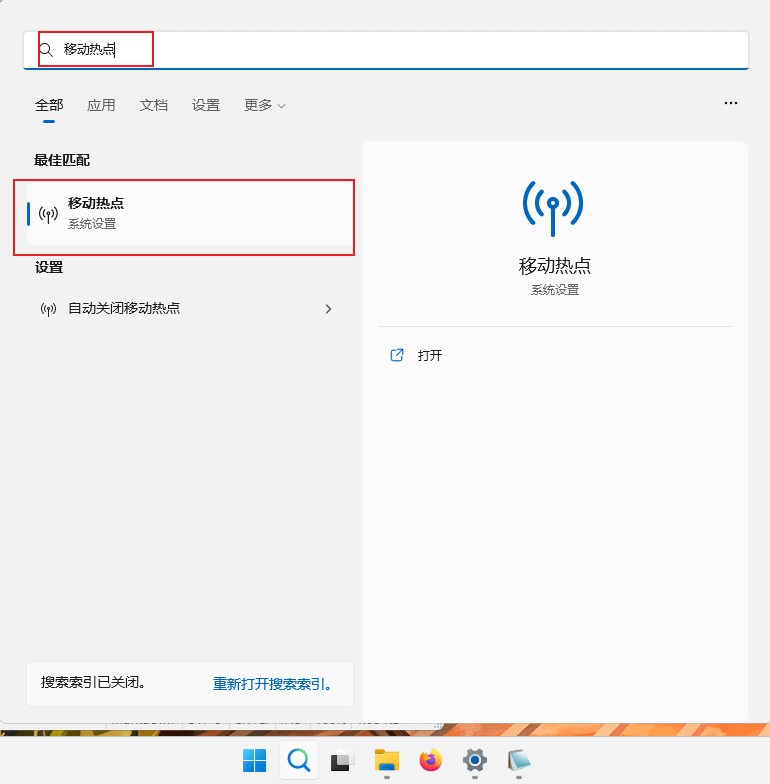 移动热点
全部 应用 文档 设置 更多
最佳匹配
移动热点
系统设置
设置
自动关闭移动热点
移动热点
系统设置
打开
搜索索引已关闭。 重新打开搜索索引。